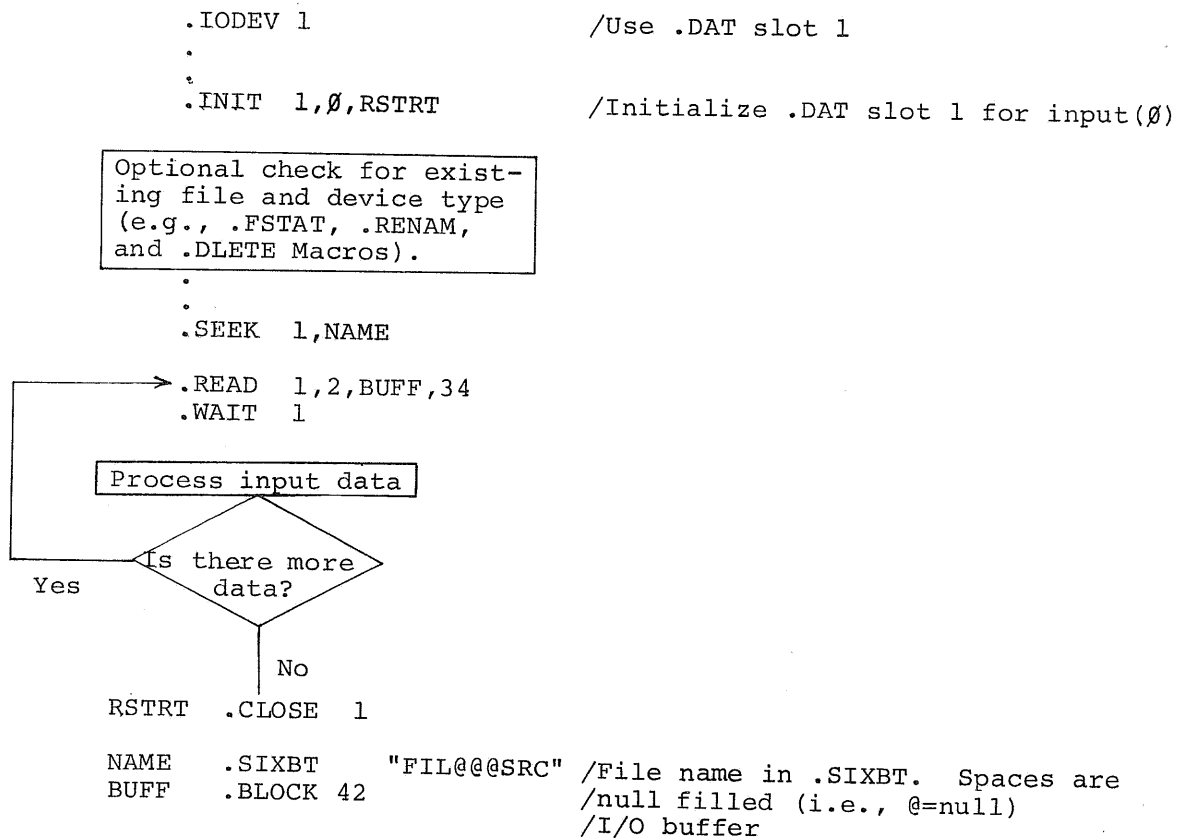 .IODEV 1 /Use .DAT slot 1
.
.
.INIT 1,Ø,RSTRT /Initialize .DAT slot 1 for input(Ø)
Optional check for exist-
ing file and device type
(e.g., .FSTAT, .RENAM,
and .DLETE Macros).
.
.
.SEEK 1,NAME
.READ 1,2,BUFF,34
.WAIT 1
Process input data
Is there more
data?
Yes
No
RSTRT .CLOSE 1
NAME .SIXBT "FIL@@@SRC" /File name in .SIXBT. Spaces are
BUFF .BLOCK 42 /null filled (i.e., @=null)
/I/O buffer